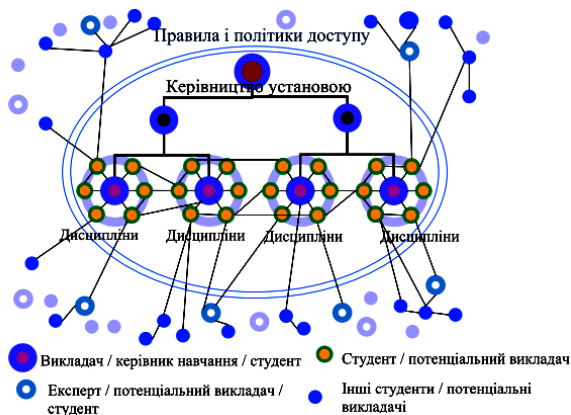 Правила і політики доступу
Керівництво установою
Дисципліни Дисципліни Дисципліни Дисципліни
Викладач / керівник навчання / студент
Студент / потенціальний викладач
Експерт / потенціальний викладач /
студент
Інші студенти / потенціальні
викладачі